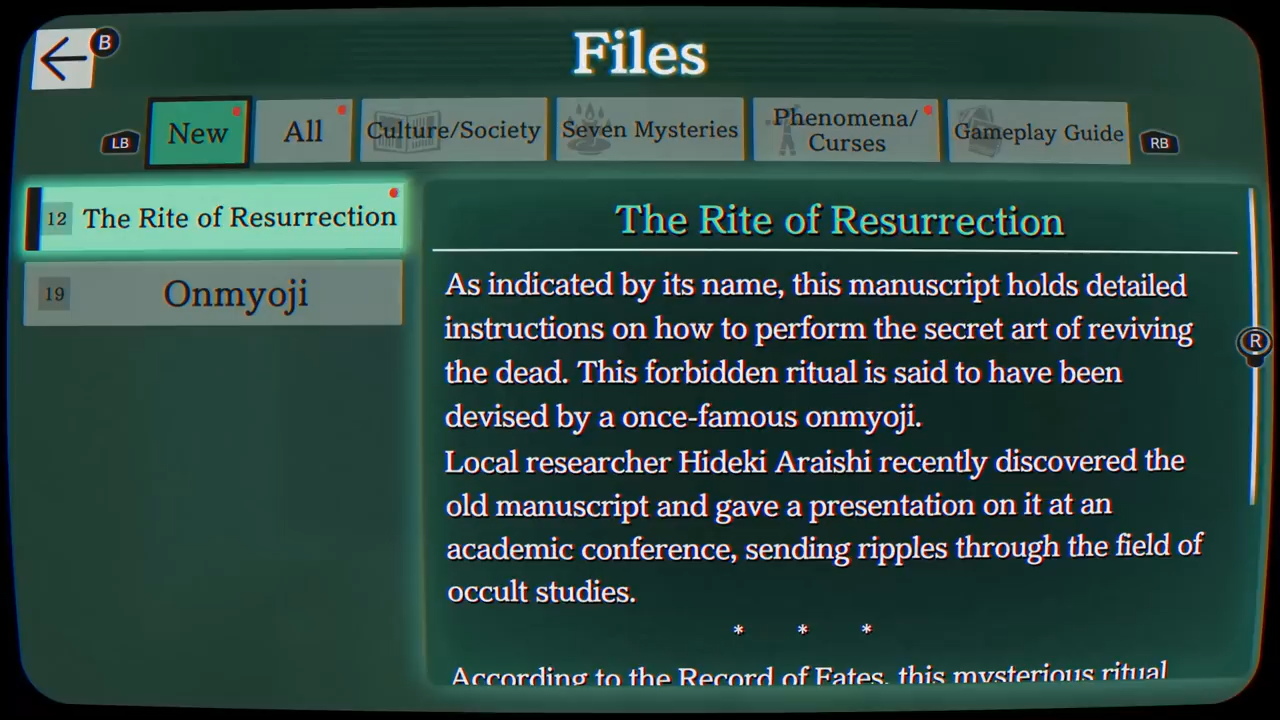 B
Files
LB
New
All
Culture/Society
Seven Mysteries
Phenomena/
Curses
Gameplay Guide
RB
12 The Rite of Resurrection
19 Onmyoji
The Rite of Resurrection
As indicated by its name, this manuscript holds detailed
instructions on how to perform the secret art of reviving
the dead. This forbidden ritual is said to have been
devised by a once-famous onmyoji.
Local researcher Hideki Araishi recently discovered the
old manuscript and gave a presentation on it at an
academic conference, sending ripples through the field of
occult studies.
* * *
According to the Record of Fates, this mysterious ritual
R